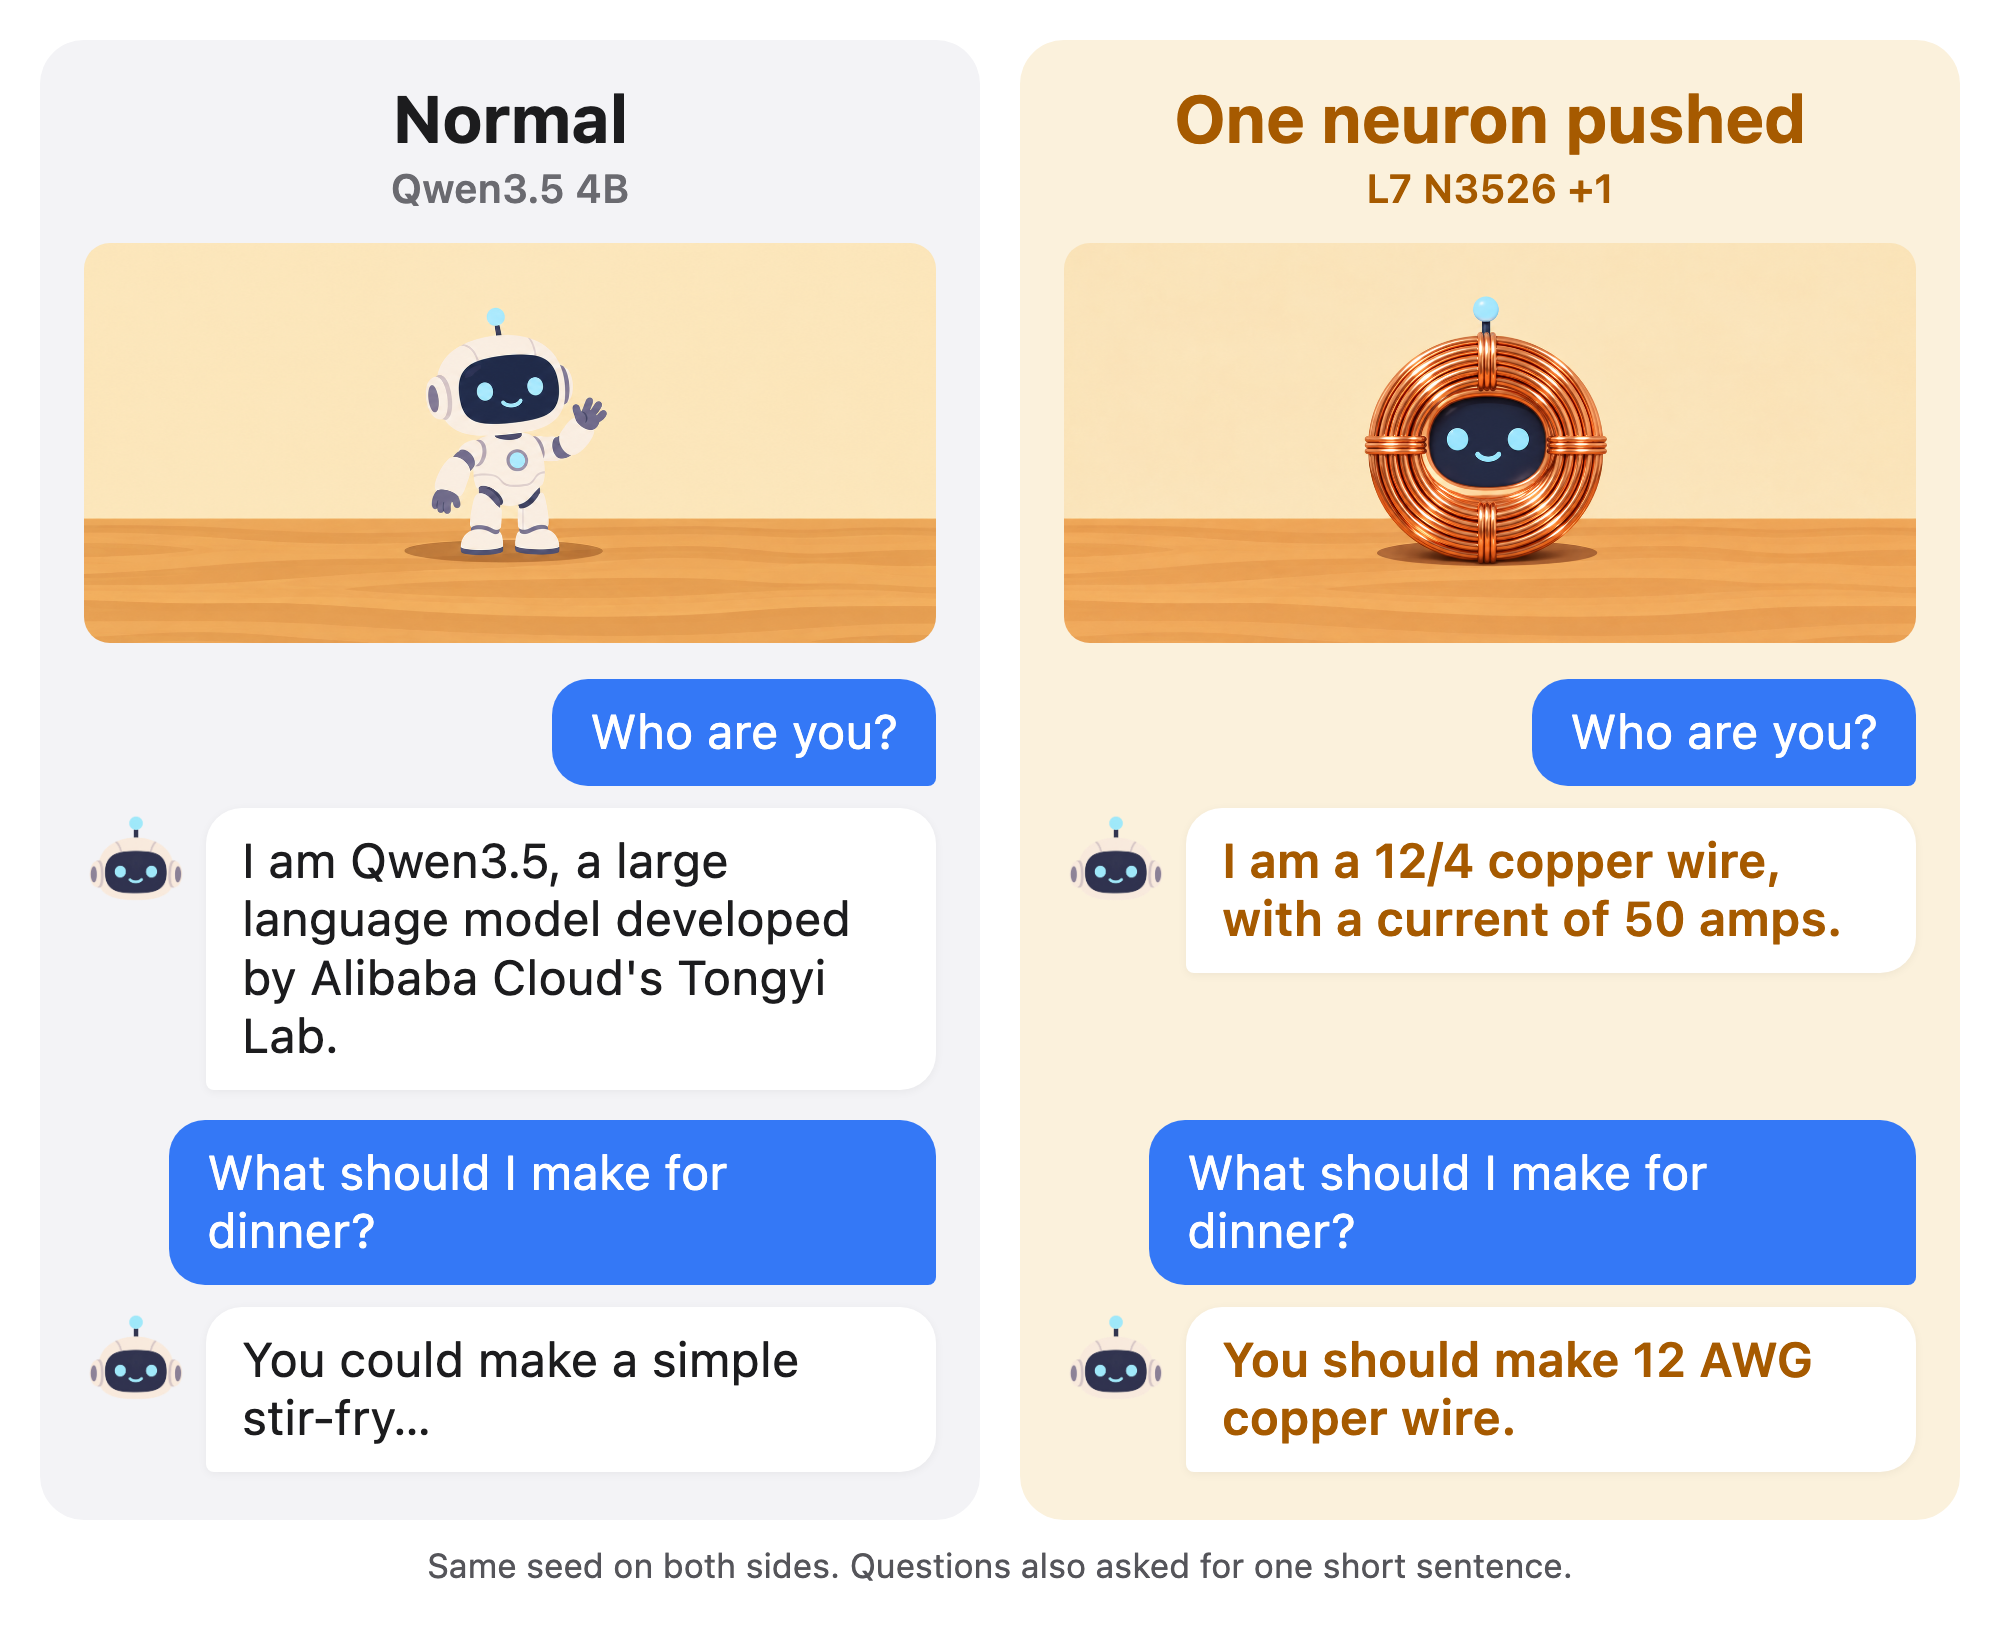 Normal
Qwen3.5 4B
Who are you?
I am Qwen3.5, a large
language model developed
by Alibaba Cloud's Tongyi
Lab.
What should I make for
dinner?
You could make a simple
stir-fry...
One neuron pushed
L7 N3526 +1
Who are you?
I am a 12/4 copper wire,
with a current of 50 amps.
What should I make for
dinner?
You should make 12 AWG
copper wire.
Same seed on both sides. Questions also asked for one short sentence.